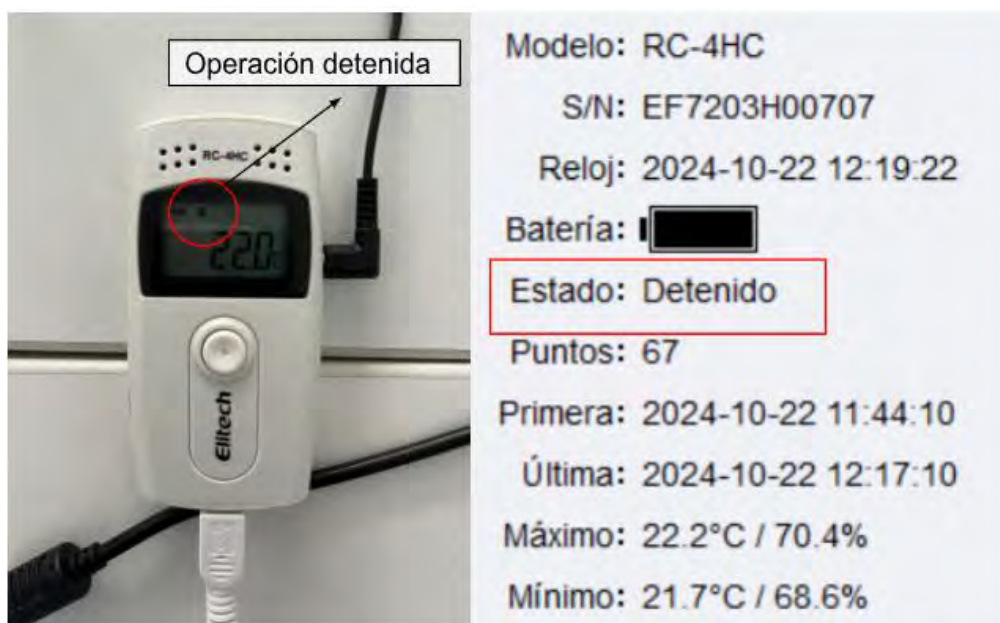 Operación detenida
RC-4HC
22.0
Elitech
Modelo: RC-4HC
S/N: EF7203H00707
Reloj: 2024-10-22 12:19:22
Batería:
Estado: Detenido
Puntos: 67
Primera: 2024-10-22 11:44:10
Última: 2024-10-22 12:17:10
Máximo: 22.2°C / 70.4%
Mínimo: 21.7°C / 68.6%